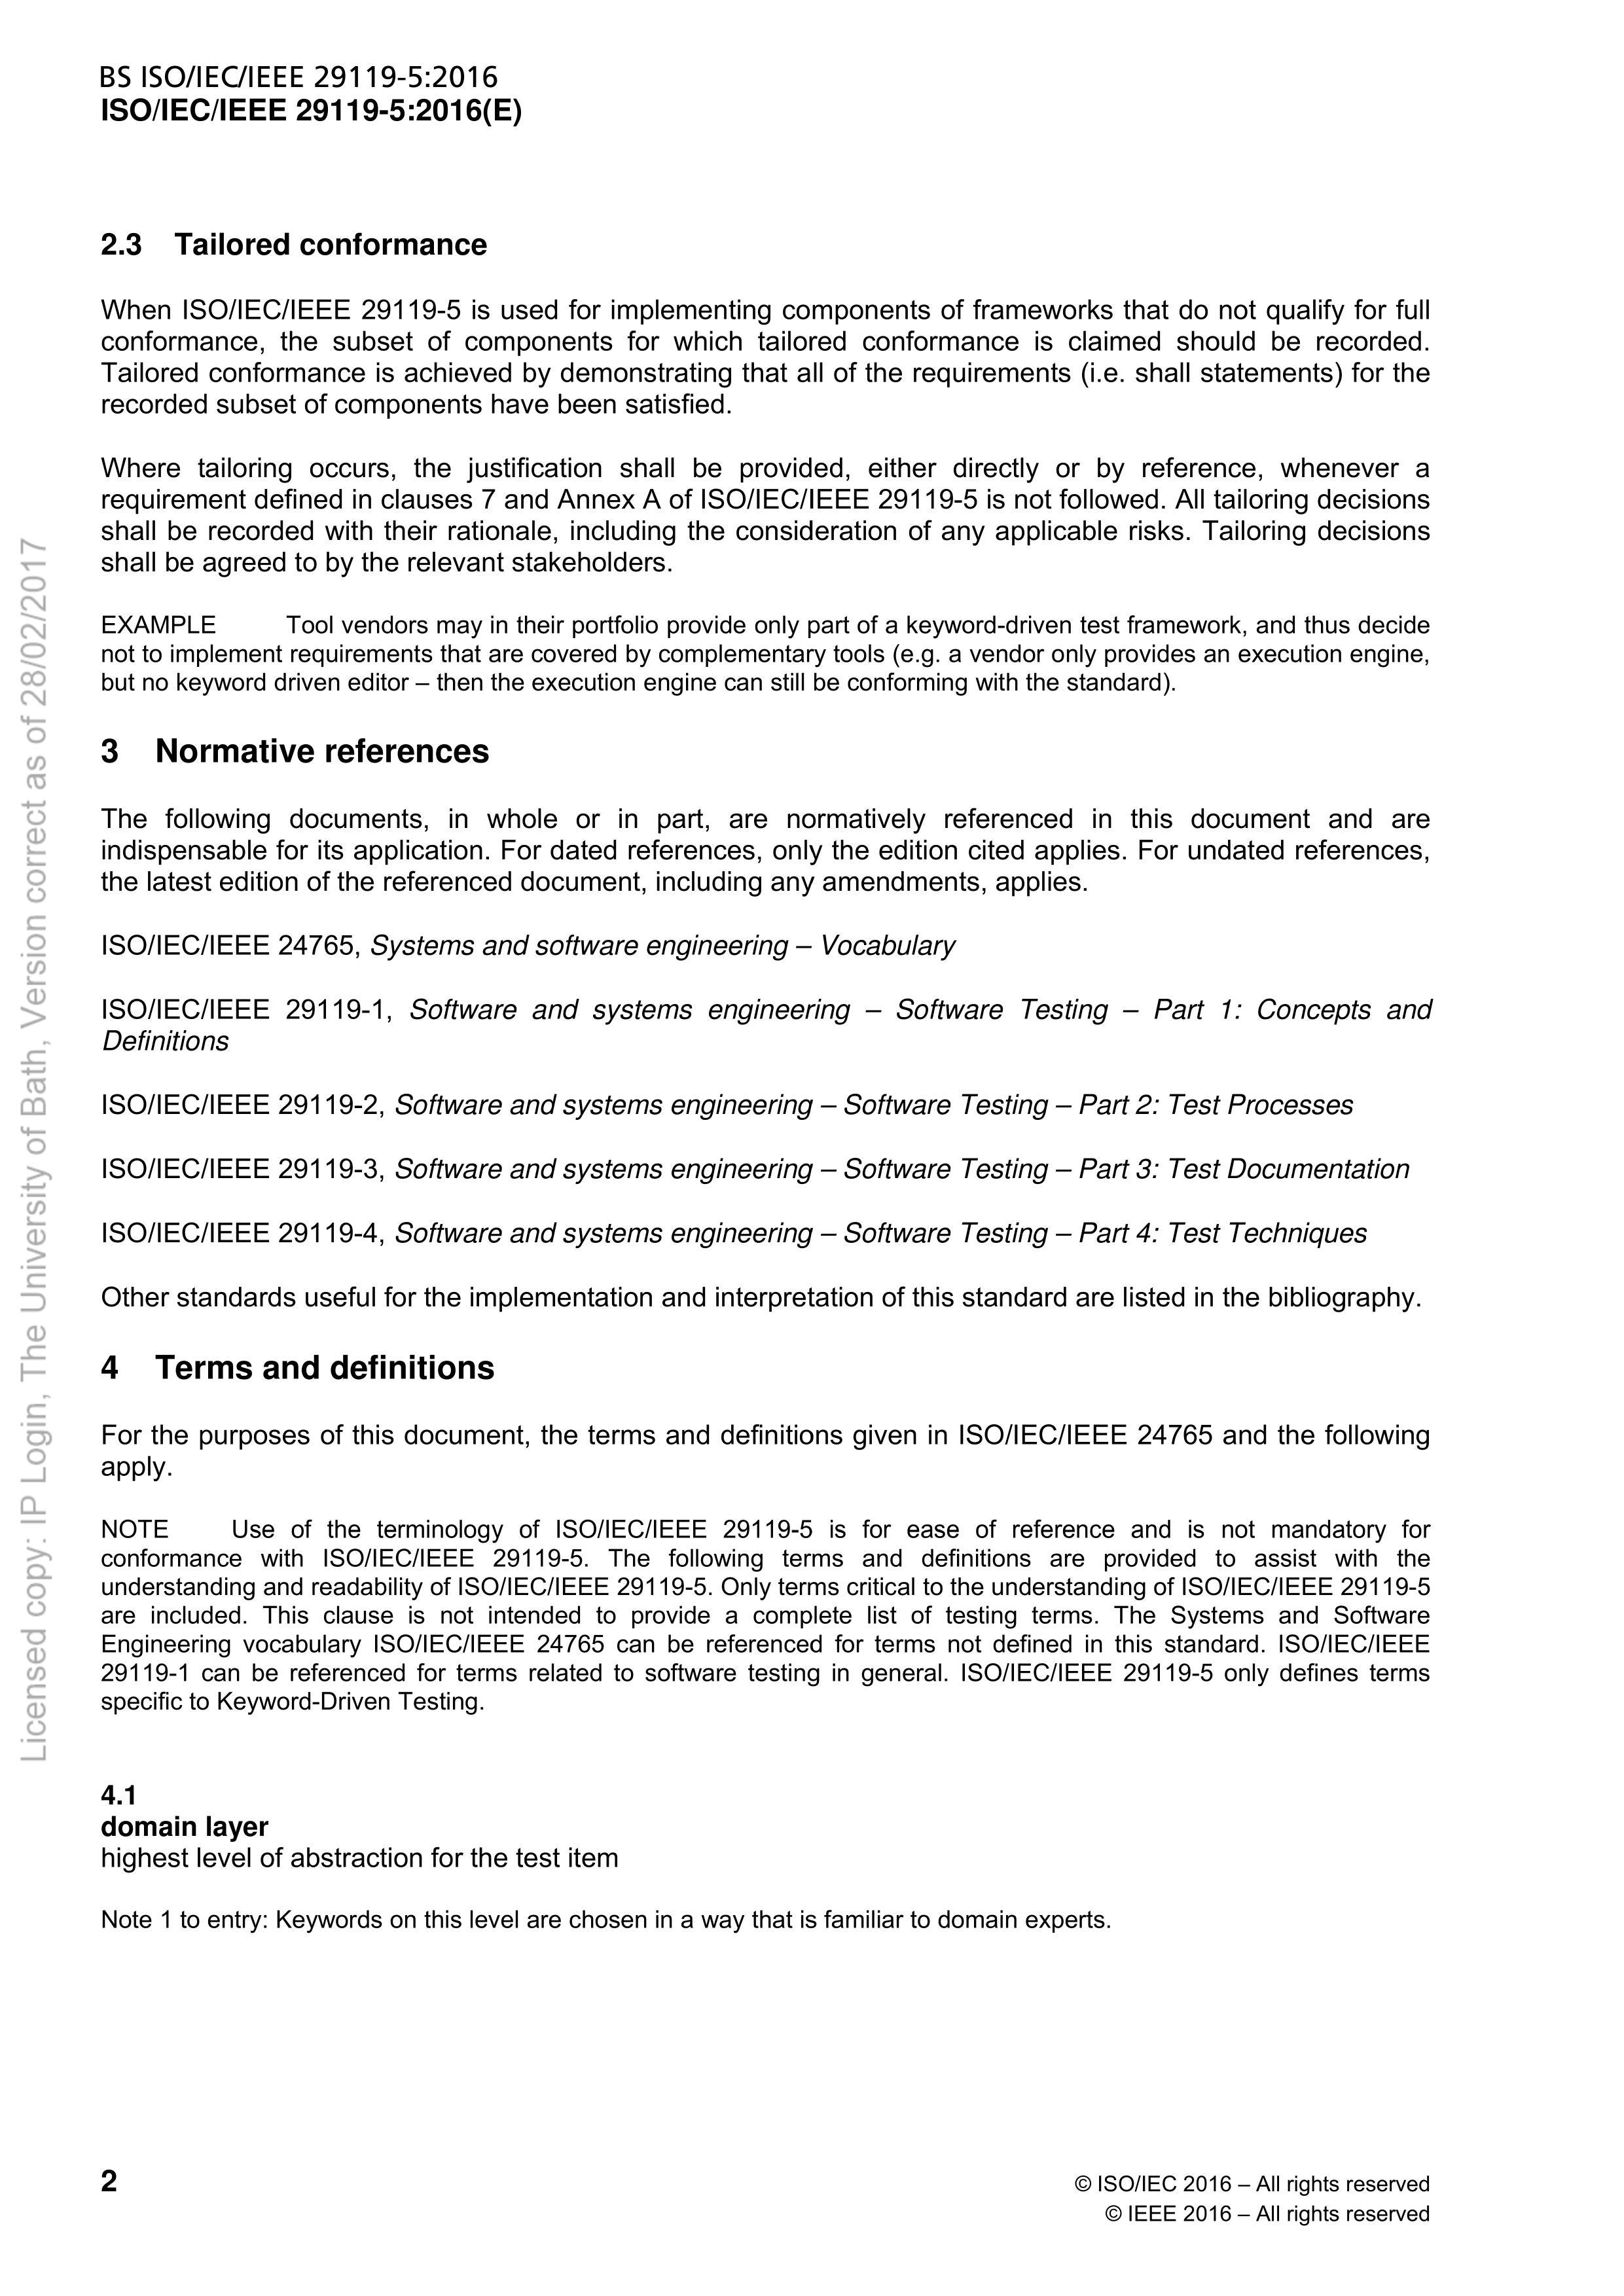 BS ISO/IEC/IEEE 29119-5:2016
ISO/IEC/IEEE 29119-5:2016(E)
2.3 Tailored conformance
When ISO/IEC/IEEE 29119-5 is used for implementing components of frameworks that do not qualify for full
conformance, the subset of components for which tailored conformance is claimed should be recorded.
Tailored conformance is achieved by demonstrating that all of the requirements (i.e. shall statements) for the
recorded subset of components have been satisfied.
Where tailoring occurs, the justification shall be provided, either directly or by reference, whenever a
requirement defined in clauses 7 and Annex A of ISO/IEC/IEEE 29119-5 is not followed. All tailoring decisions
shall be recorded with their rationale, including the consideration of any applicable risks. Tailoring decisions
shall be agreed to by the relevant stakeholders.
EXAMPLE Tool vendors may in their portfolio provide only part of a keyword-driven test framework, and thus decide
not to implement requirements that are covered by complementary tools (e.g. a vendor only provides an execution engine,
but no keyword driven editor – then the execution engine can still be conforming with the standard).
3 Normative references
The following documents, in whole or in part, are normatively referenced in this document and are
indispensable for its application. For dated references, only the edition cited applies. For undated references,
the latest edition of the referenced document, including any amendments, applies.
ISO/IEC/IEEE 24765, Systems and software engineering – Vocabulary
ISO/IEC/IEEE 29119-1, Software and systems engineering – Software Testing – Part 1: Concepts and
Definitions
ISO/IEC/IEEE 29119-2, Software and systems engineering – Software Testing – Part 2: Test Processes
ISO/IEC/IEEE 29119-3, Software and systems engineering – Software Testing – Part 3: Test Documentation
ISO/IEC/IEEE 29119-4, Software and systems engineering – Software Testing – Part 4: Test Techniques
Other standards useful for the implementation and interpretation of this standard are listed in the bibliography.
4 Terms and definitions
For the purposes of this document, the terms and definitions given in ISO/IEC/IEEE 24765 and the following
apply.
NOTE Use of the terminology of ISO/IEC/IEEE 29119-5 is for ease of reference and is not mandatory for
conformance with ISO/IEC/IEEE 29119-5. The following terms and definitions are provided to assist with the
understanding and readability of ISO/IEC/IEEE 29119-5. Only terms critical to the understanding of ISO/IEC/IEEE 29119-5
are included. This clause is not intended to provide a complete list of testing terms. The Systems and Software
Engineering vocabulary ISO/IEC/IEEE 24765 can be referenced for terms not defined in this standard. ISO/IEC/IEEE
29119-1 can be referenced for terms related to software testing in general. ISO/IEC/IEEE 29119-5 only defines terms
specific to Keyword-Driven Testing.
4.1
domain layer
highest level of abstraction for the test item
Note 1 to entry: Keywords on this level are chosen in a way that is familiar to domain experts.
2
© ISO/IEC 2016 – All rights reserved
© IEEE 2016 – All rights reserved
Licensed copy: IP Login, The University of Bath, Version correct as of 28/02/2017